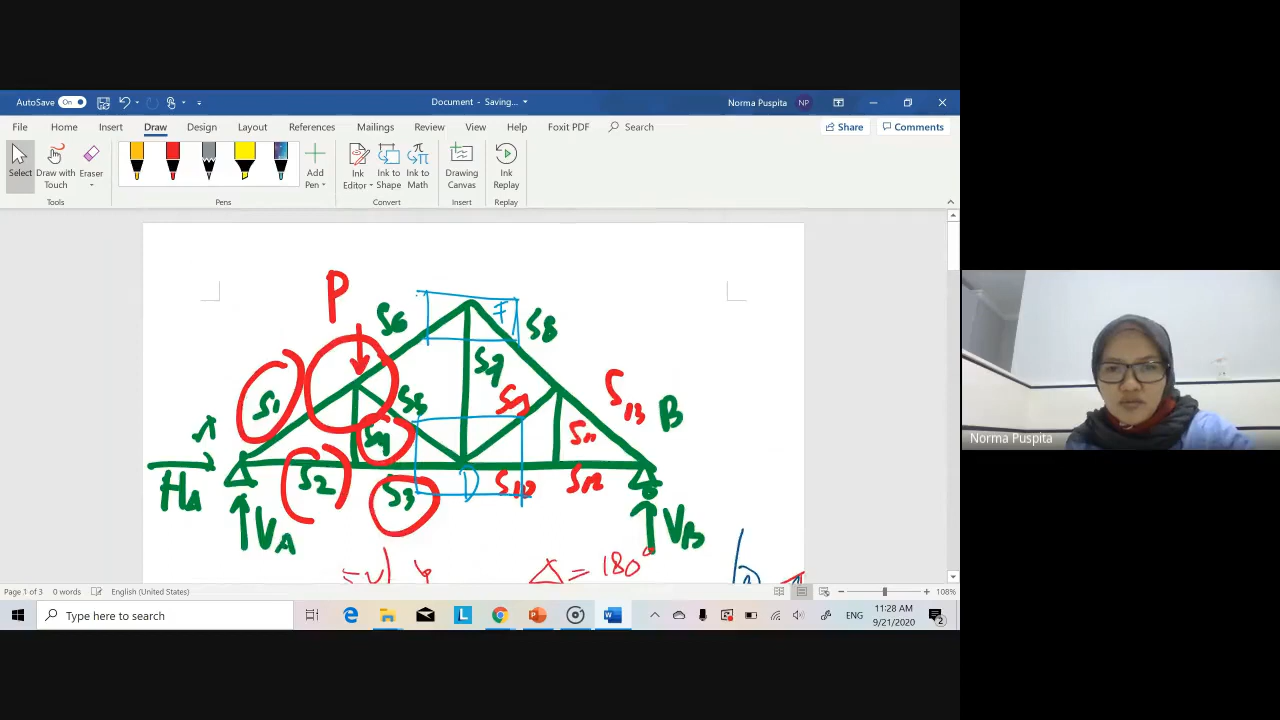 AutoSave On
Document - Saving...
Norma Puspita NP
File Home Insert Draw Design Layout References Mailings Review View Help Foxit PDF Search Share Comments
Select
Draw with Touch
Eraser
Add Pen
Ink Editor
Ink to Shape
Ink to Math
Drawing Canvas
Ink Replay
Tools Pens Convert Insert Replay
P
S6
F
S8
S1
S5
S9
S13
B
S4
S11
HA
S2
S3
D
S10
S12
VA
VB
Δ = 180°
Norma Puspita
Page 1 of 3 0 words English (United States) 108%
Type here to search
ENG
11:28 AM
9/21/2020
2